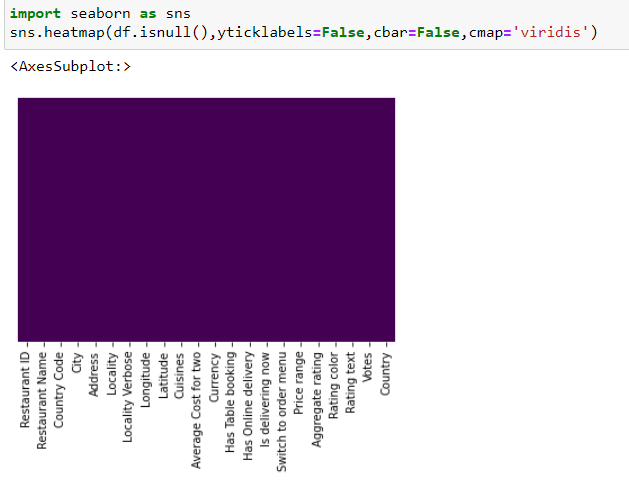 import seaborn as sns
sns.heatmap(df.isnull(),yticklabels=False,cbar=False,cmap='viridis')
<AxesSubplot:>
Restaurant ID
Restaurant Name
Country Code
City
Address
Locality
Locality Verbose
Longitude
Latitude
Cuisines
Average Cost for two
Currency
Has Table booking
Has Online delivery
Is delivering now
Switch to order menu
Price range
Aggregate rating
Rating color
Rating text
Votes
Country